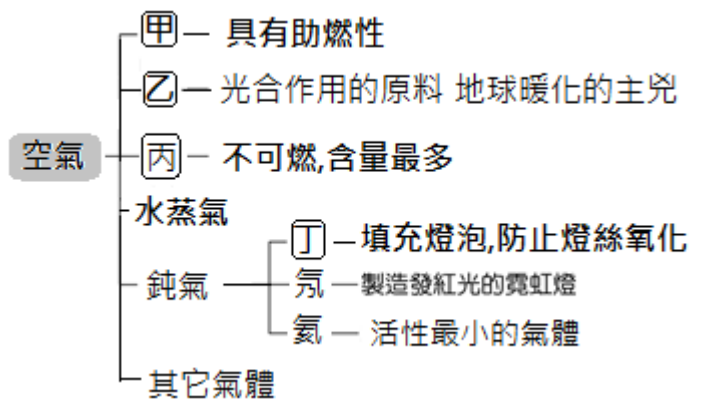 甲 具有助燃性
乙 光合作用的原料 地球暖化的主兇
空氣 丙 不可燃,含量最多
水蒸氣
丁 填充燈泡,防止燈絲氧化
鈍氣 氖 製造發紅光的霓虹燈
氦 活性最小的氣體
其它氣體